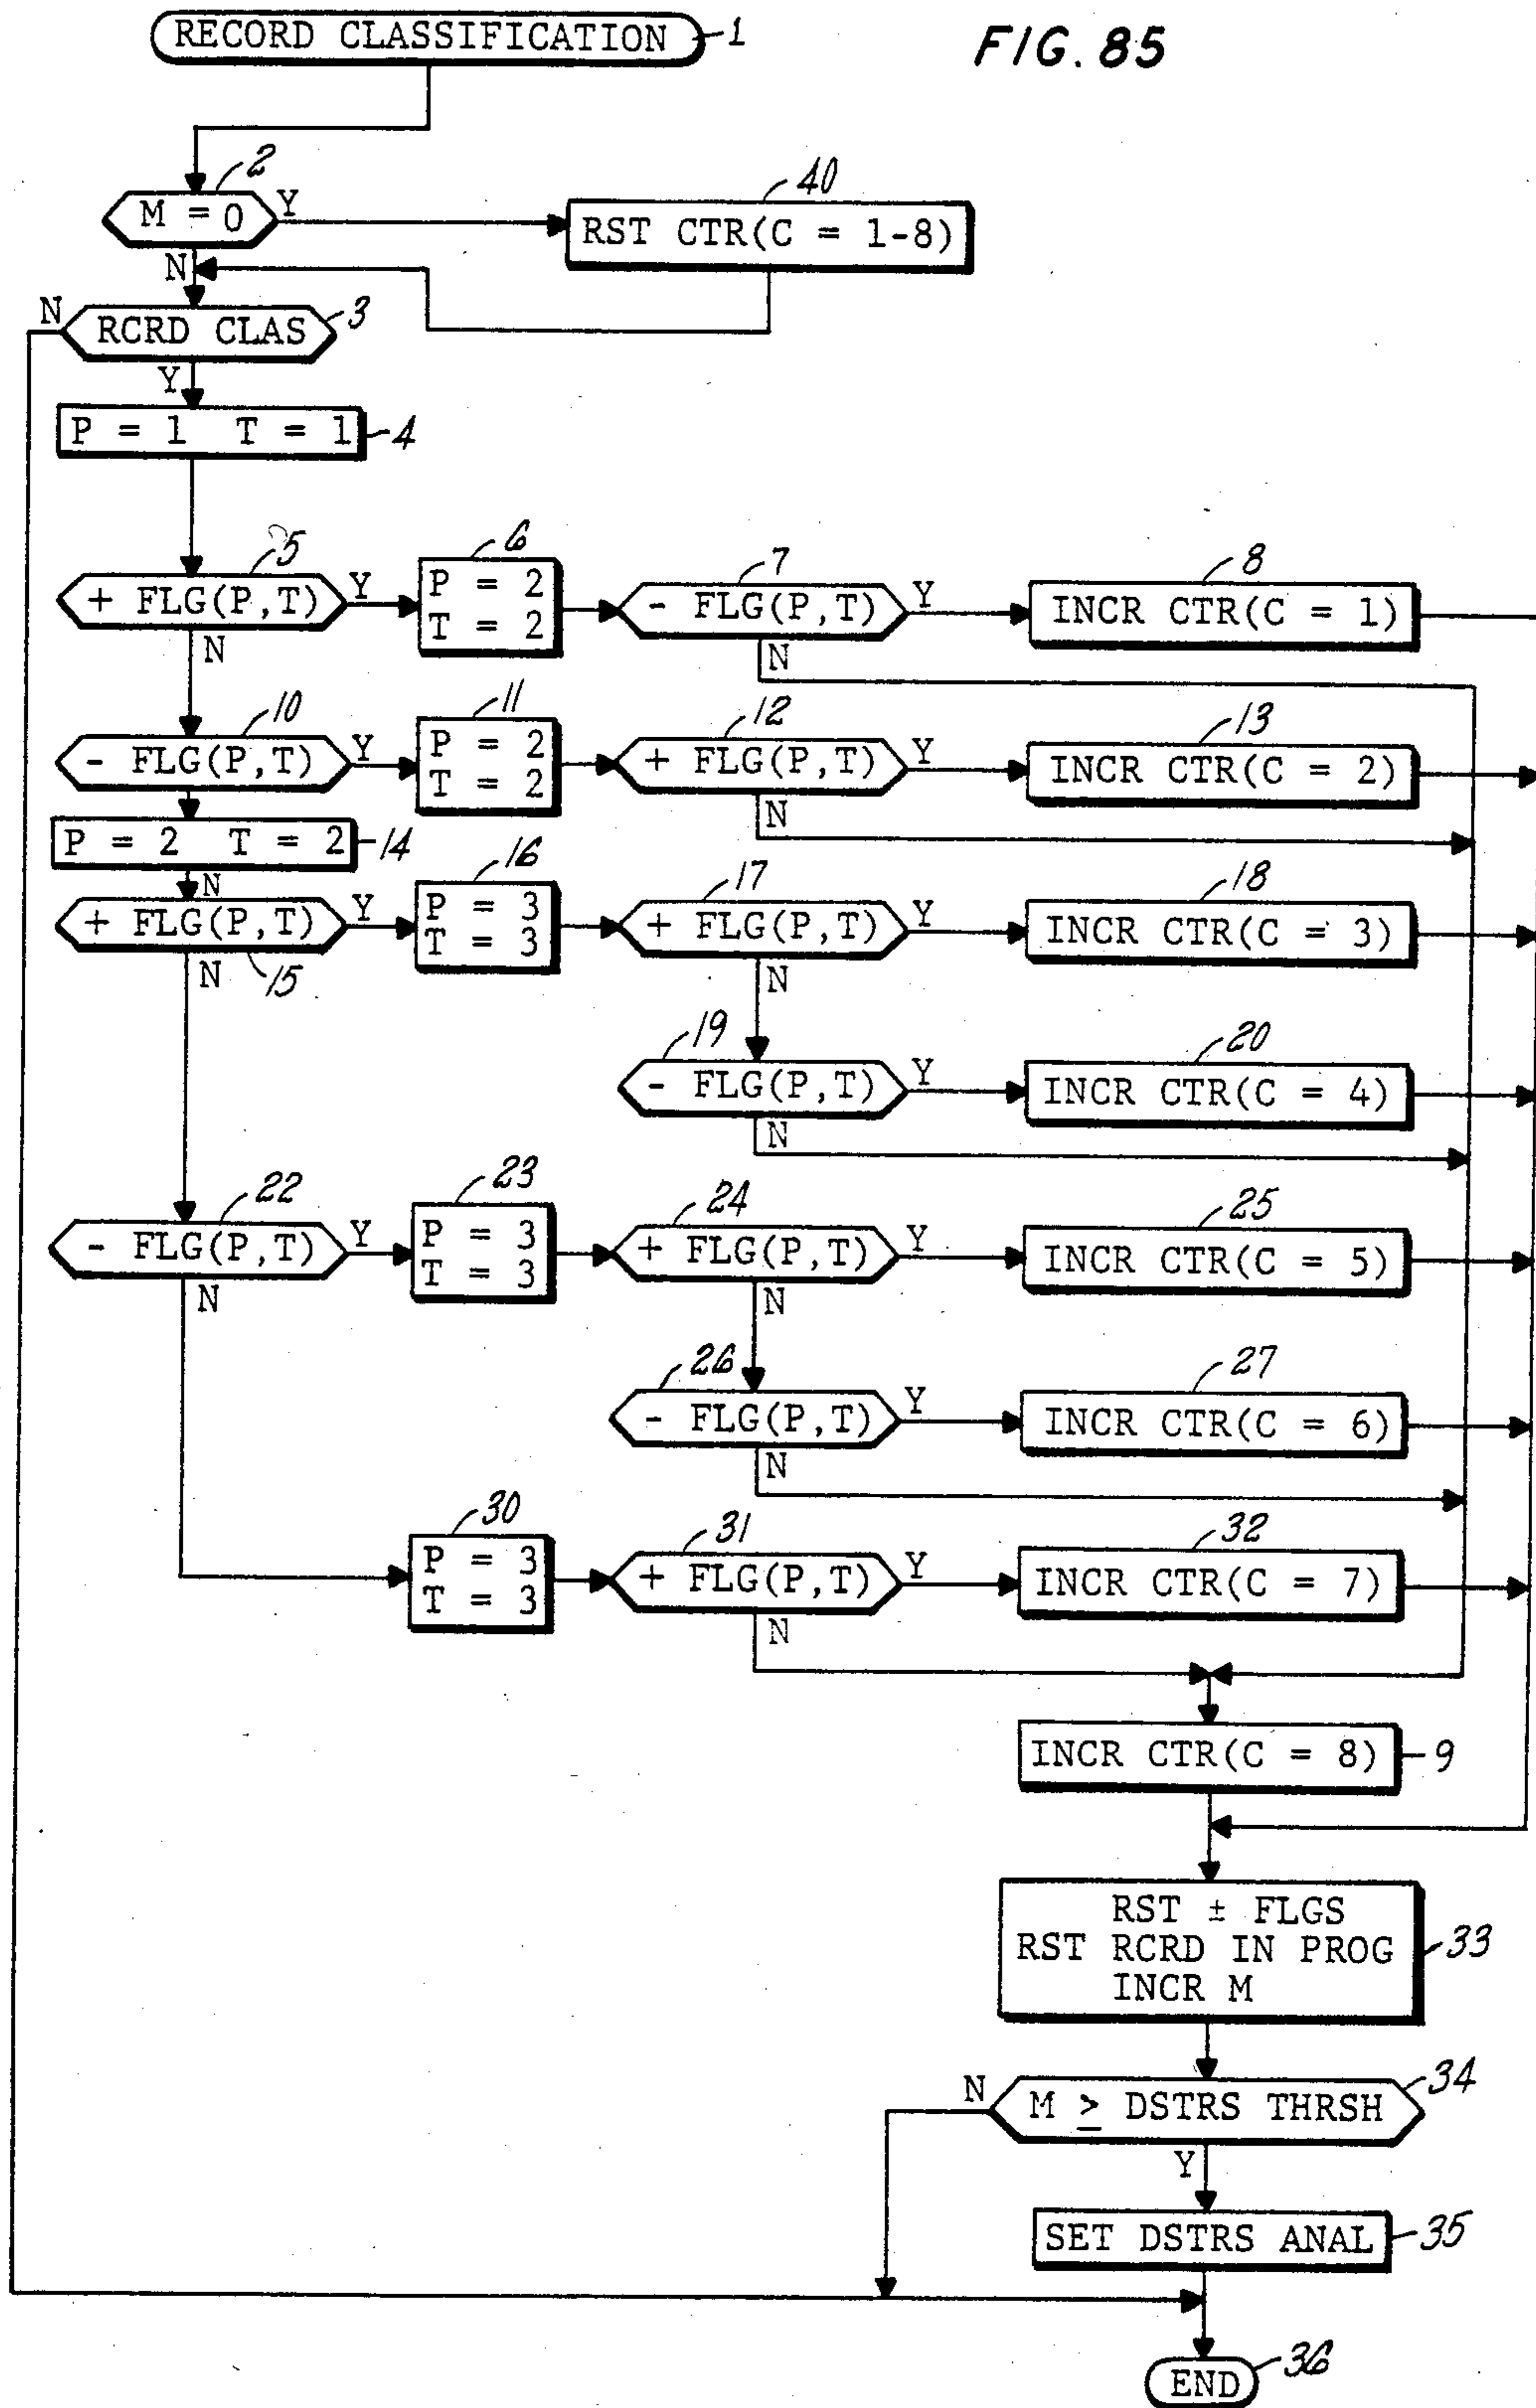 RECORD CLASSIFICATION 1
FIG. 85
2
M = 0 Y
40
RST CTR(C = 1-8)
N
N
RCRD CLAS 3
Y
P = 1 T = 1 4
5
+ FLG(P,T) Y
N
6
P = 2
T = 2
7
- FLG(P,T) Y
N
8
INCR CTR(C = 1)
10
- FLG(P,T) Y
11
P = 2
T = 2
12
+ FLG(P,T) Y
N
13
INCR CTR(C = 2)
P = 2 T = 2 14
N
+ FLG(P,T) Y
N
15
16
P = 3
T = 3
17
+ FLG(P,T) Y
N
18
INCR CTR(C = 3)
19
- FLG(P,T) Y
N
20
INCR CTR(C = 4)
22
- FLG(P,T) Y
N
23
P = 3
T = 3
24
+ FLG(P,T) Y
N
25
INCR CTR(C = 5)
26
- FLG(P,T) Y
N
27
INCR CTR(C = 6)
30
P = 3
T = 3
31
+ FLG(P,T) Y
N
32
INCR CTR(C = 7)
INCR CTR(C = 8) 9
RST ± FLGS
RST RCRD IN PROG 33
INCR M
N
M ≥ DSTRS THRSH 34
Y
SET DSTRS ANAL 35
END 36